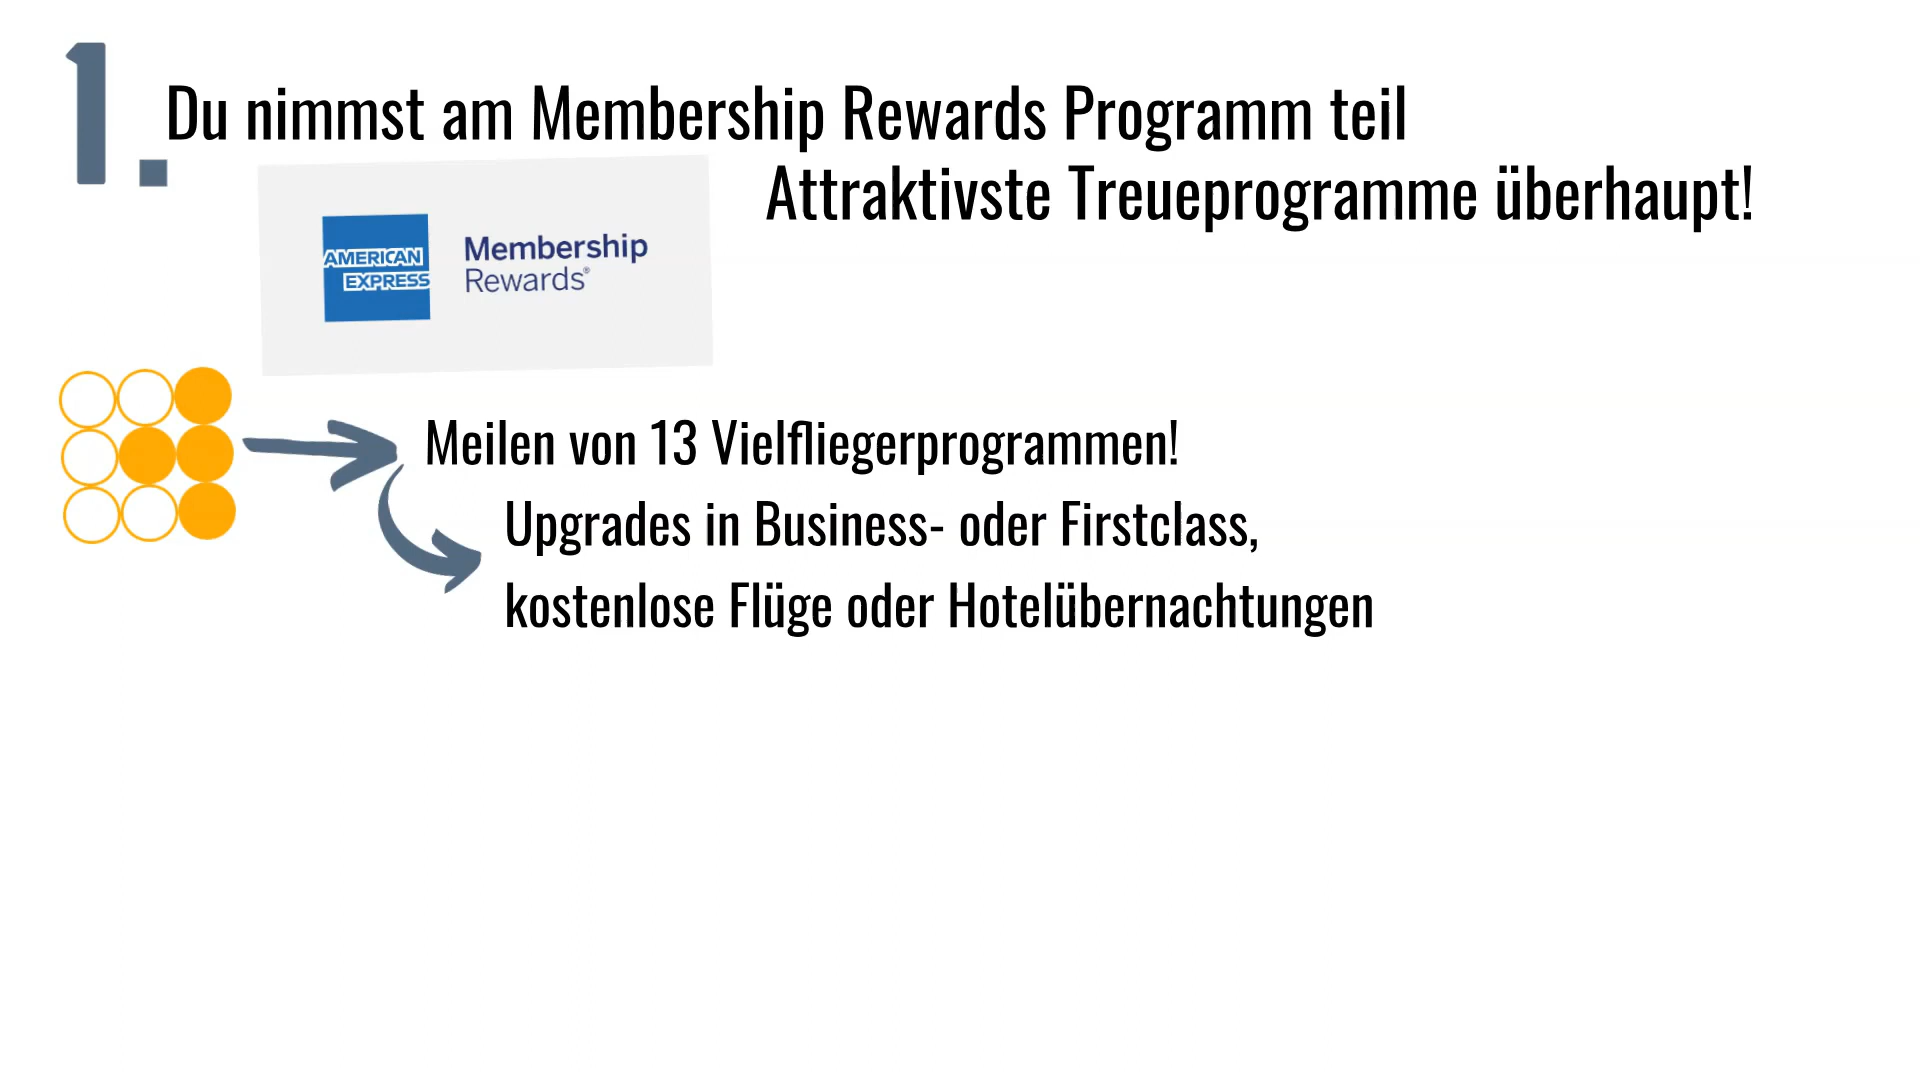 1. Du nimmst am Membership Rewards Programm teil
Attraktivste Treueprogramme überhaupt!
AMERICAN
EXPRESS
Membership
Rewards®
Meilen von 13 Vielfliegerprogrammen!
Upgrades in Business- oder Firstclass,
kostenlose Flüge oder Hotelübernachtungen